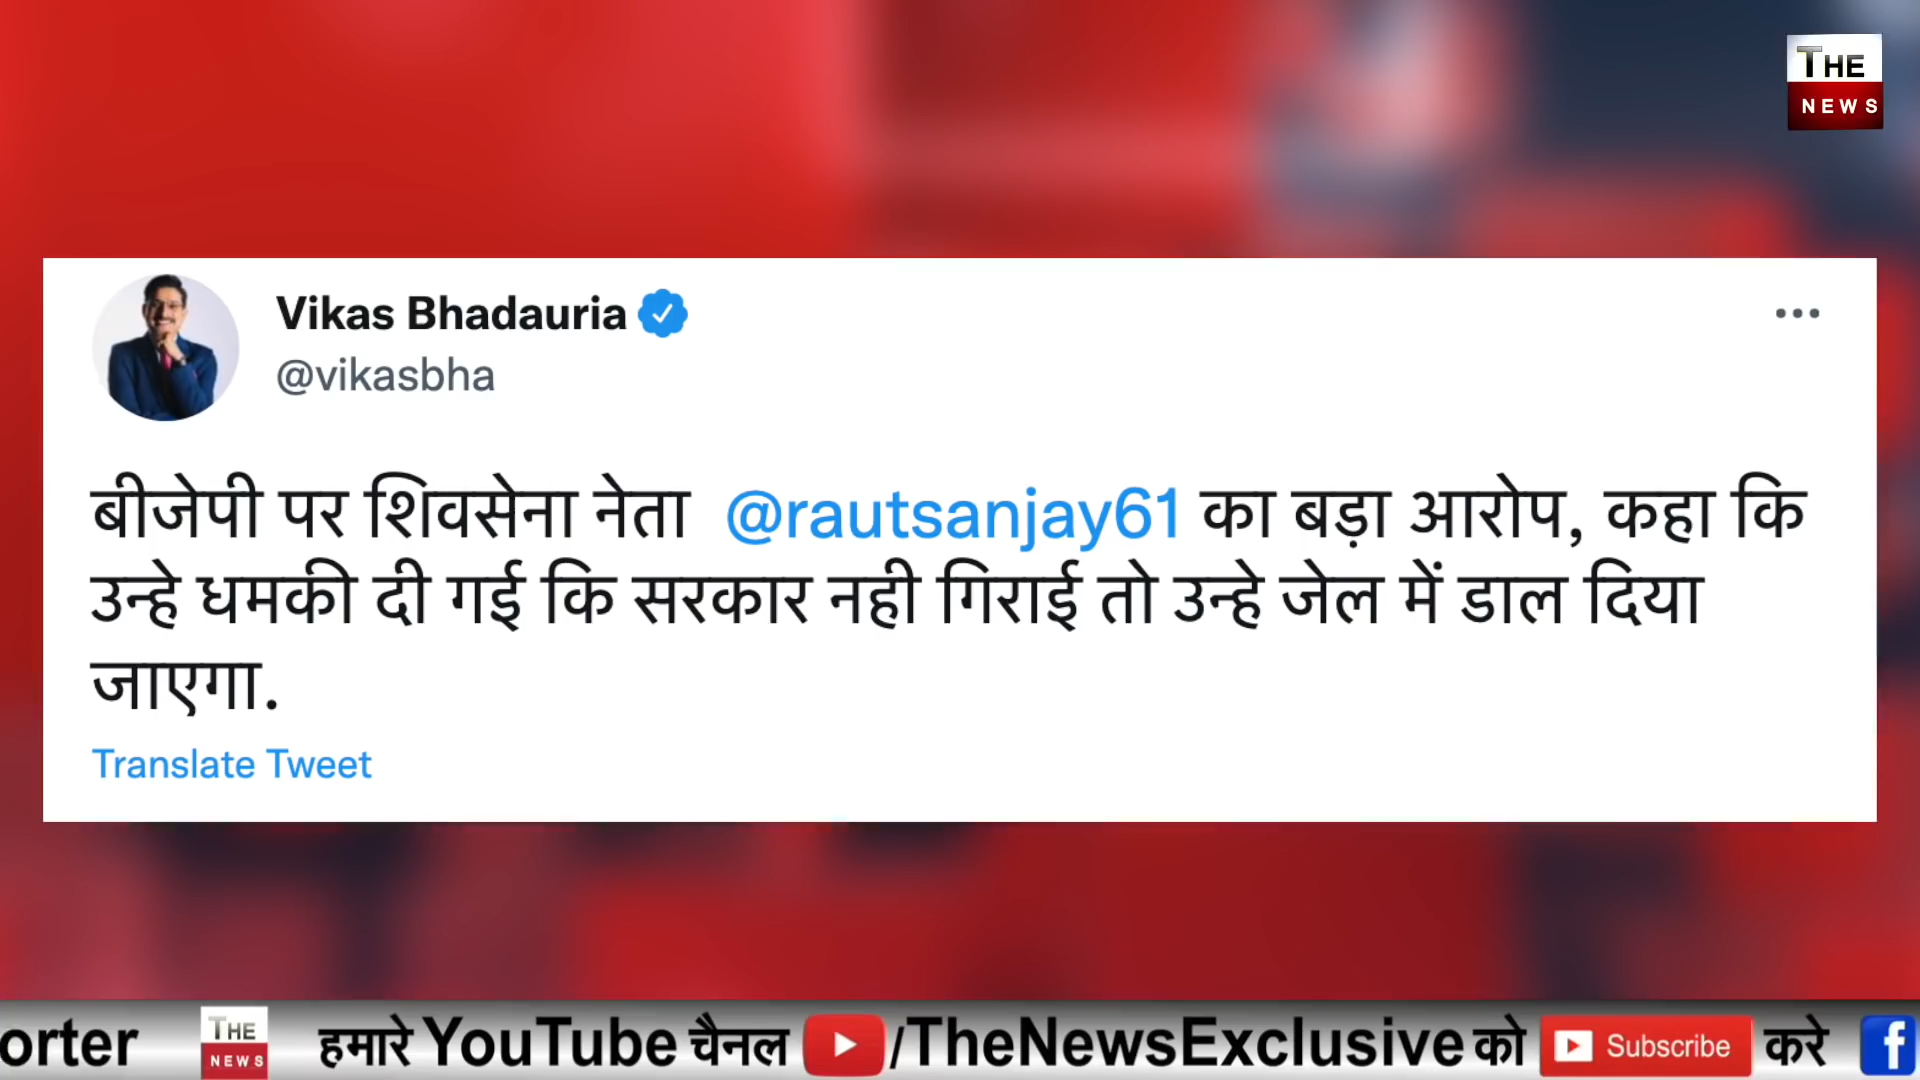 THE
NEWS
Vikas Bhadauria
@vikasbha
बीजेपी पर शिवसेना नेता @rautsanjay61 का बड़ा आरोप, कहा कि
उन्हे धमकी दी गई कि सरकार नही गिराई तो उन्हे जेल में डाल दिया
जाएगा.
Translate Tweet
orter THE NEWS हमारे YouTube चैनल /TheNewsExclusive को Subscribe करे